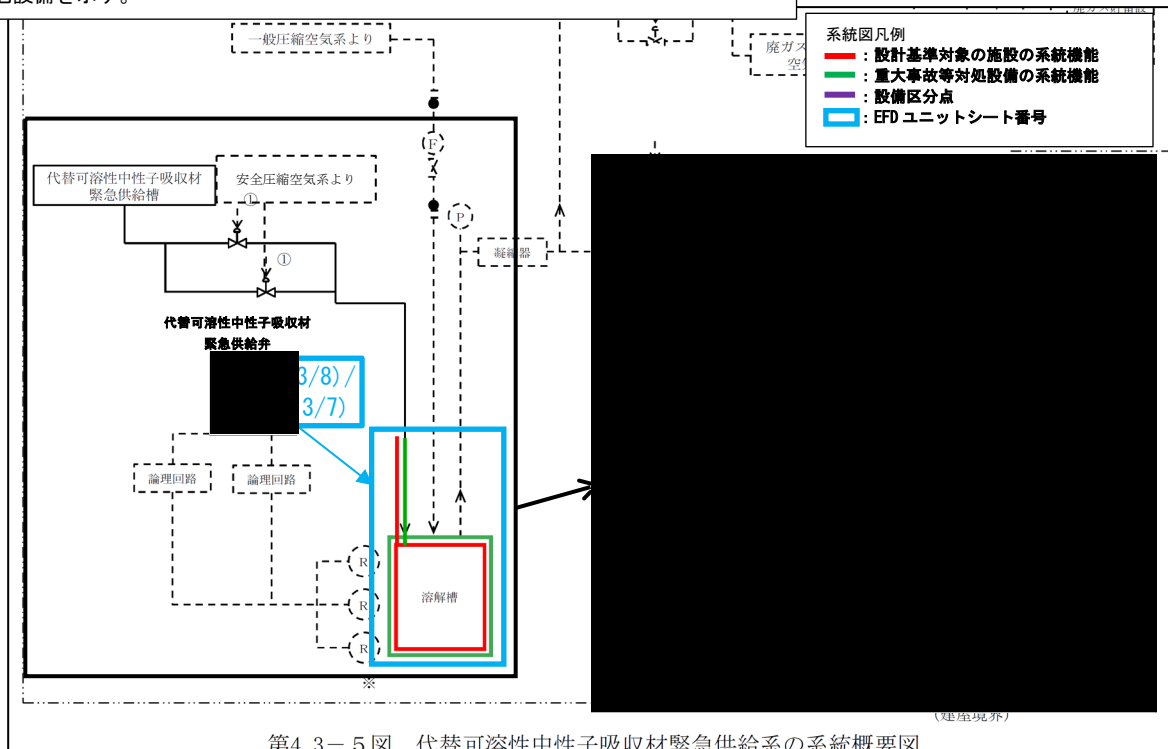 一般圧縮空気系より
廃ガス
系統図凡例
：設計基準対象の施設の系統機能
：重大事故等対処設備の系統機能
：設備区分点
：EFDユニットシート番号
F
代替可溶性中性子吸収材
緊急供給槽
安全圧縮空気系より
①
P
凝縮器
①
代替可溶性中性子吸収材
緊急供給弁
3/8)/
3/7)
論理回路
論理回路
R
R
R
溶解槽
※
(建屋境界)
第4.3－5図 代替可溶性中性子吸収材緊急供給系の系統概要図